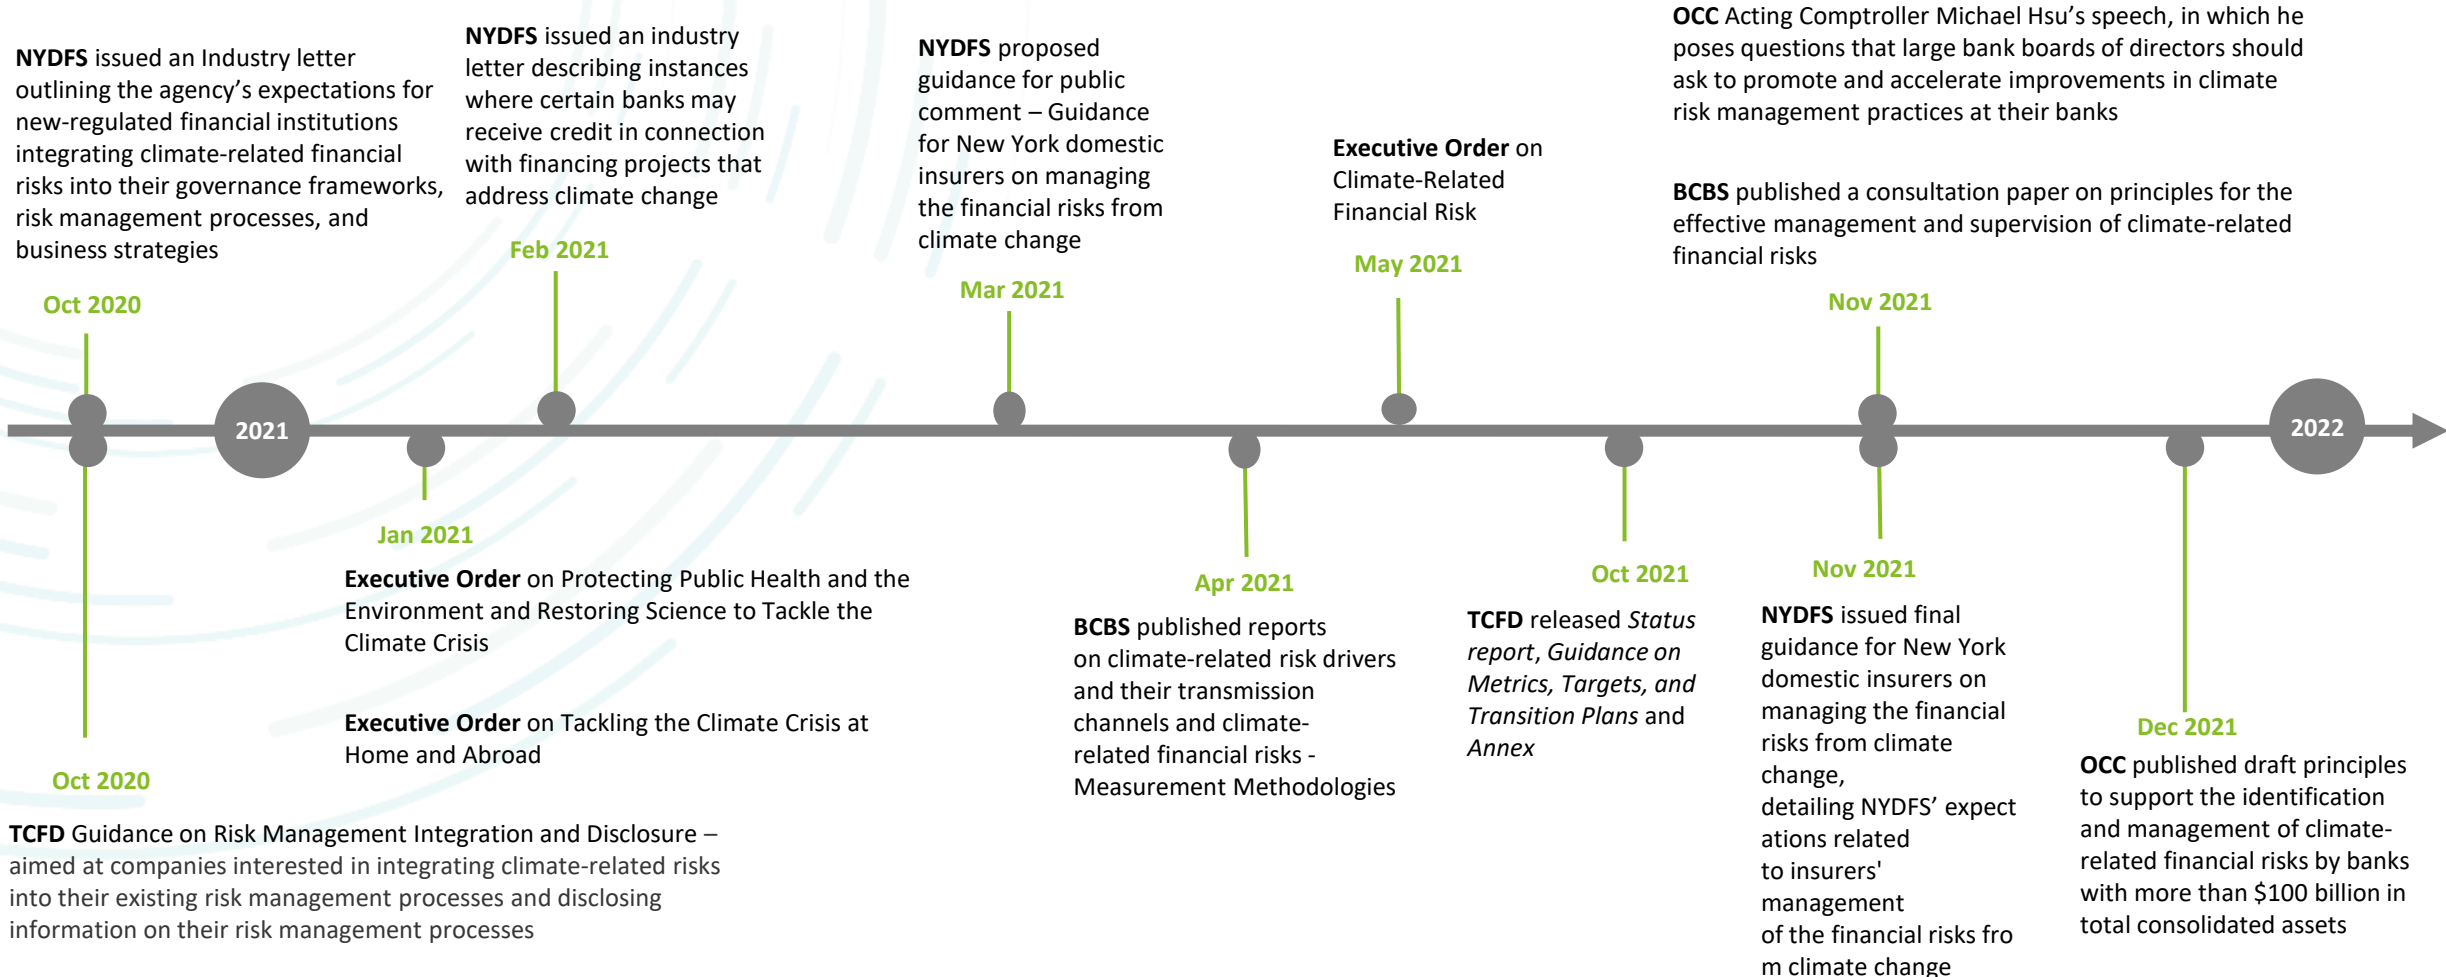 NYDFS issued an Industry letter
outlining the agency’s expectations for
new-regulated financial institutions
integrating climate-related financial
risks into their governance frameworks,
risk management processes, and
business strategies
Oct 2020
NYDFS issued an industry
letter describing instances
where certain banks may
receive credit in connection
with financing projects that
address climate change
Feb 2021
NYDFS proposed
guidance for public
comment – Guidance
for New York domestic
insurers on managing
the financial risks from
climate change
Mar 2021
Executive Order on
Climate-Related
Financial Risk
May 2021
OCC Acting Comptroller Michael Hsu’s speech, in which he
poses questions that large bank boards of directors should
ask to promote and accelerate improvements in climate
risk management practices at their banks
BCBS published a consultation paper on principles for the
effective management and supervision of climate-related
financial risks
Nov 2021
2021
2022
Oct 2020
TCFD Guidance on Risk Management Integration and Disclosure –
aimed at companies interested in integrating climate-related risks
into their existing risk management processes and disclosing
information on their risk management processes
Jan 2021
Executive Order on Protecting Public Health and the
Environment and Restoring Science to Tackle the
Climate Crisis
Executive Order on Tackling the Climate Crisis at
Home and Abroad
Apr 2021
BCBS published reports
on climate-related risk drivers
and their transmission
channels and climate-
related financial risks -
Measurement Methodologies
Oct 2021
TCFD released Status
report, Guidance on
Metrics, Targets, and
Transition Plans and
Annex
Nov 2021
NYDFS issued final
guidance for New York
domestic insurers on
managing the financial
risks from climate
change,
detailing NYDFS’ expect
ations related
to insurers'
management
of the financial risks fro
m climate change
Dec 2021
OCC published draft principles
to support the identification
and management of climate-
related financial risks by banks
with more than $100 billion in
total consolidated assets